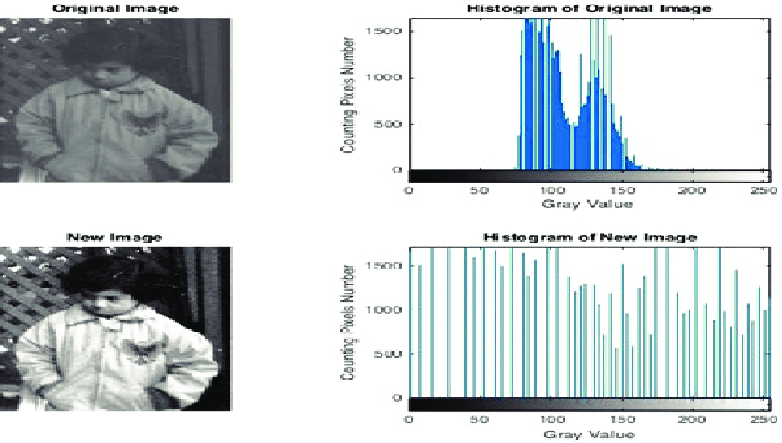 Original Image
Histogram of Original Image
Counting Pixels Number
1500
1000
500
0
0 50 100 150 200 250
Gray Value
New Image
Histogram of New Image
Counting Pixels Number
1500
1000
500
0
0 50 100 150 200 250
Gray Value